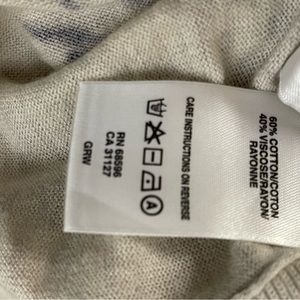 60% COTTON/COTON
40% VISCOSE/RAYON/
RAYONNE
CARE INSTRUCTIONS ON REVERSE
A
RN 68596
CA 31127
GRW